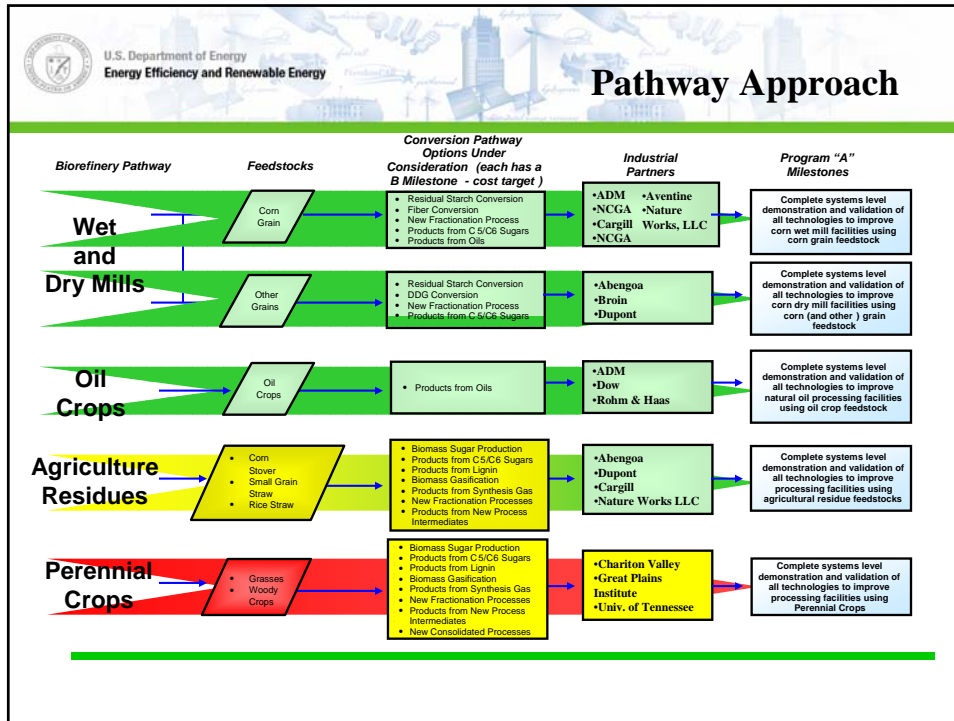 U.S. Department of Energy
Energy Efficiency and Renewable Energy
Pathway Approach
Biorefinery Pathway
Feedstocks
Conversion Pathway
Options Under
Consideration (each has a
B Milestone - cost target )
Industrial
Partners
Program “A”
Milestones
Wet
and
Dry Mills
Corn
Grain
• Residual Starch Conversion
• Fiber Conversion
• New Fractionation Process
• Products from C5/C6 Sugars
• Products from Oils
•ADM •Aventine
•NCGA •Nature
•Cargill Works, LLC
•NCGA
Complete systems level
demonstration and validation
of all technologies to improve
corn wet mill facilities using
corn grain feedstock
Other
Grains
• Residual Starch Conversion
• DDG Conversion
• New Fractionation Process
• Products from C5/C6 Sugars
•Abengoa
•Broin
•Dupont
Complete systems level
demonstration and validation
of all technologies to improve
corn dry mill facilities using
corn (and other ) grain
feedstock
Oil
Crops
Oil
Crops
• Products from Oils
•ADM
•Dow
•Rohm & Haas
Complete systems level
demonstration and validation of
all technologies to improve
natural oil processing facilities
using oil crop feedstock
Agriculture
Residues
• Corn
Stover
• Small Grain
Straw
• Rice Straw
• Biomass Sugar Production
• Products from C5/C6 Sugars
• Products from Lignin
• Biomass Gasification
• Products from Synthesis Gas
• New Fractionation Processes
• Products from New Process
Intermediates
•Abengoa
•Dupont
•Cargill
•Nature Works LLC
Complete systems level
demonstration and validation of
all technologies to improve
processing facilities using
agricultural residue feedstocks
Perennial
Crops
• Grasses
• Woody
Crops
• Biomass Sugar Production
• Products from C5/C6 Sugars
• Products from Lignin
• Biomass Gasification
• Products from Synthesis Gas
• New Fractionation Processes
• Products from New Process
Intermediates
• New Consolidated Processes
•Chariton Valley
•Great Plains
Institute
•Univ. of Tennessee
Complete systems level
demonstration and validation of
all technologies to improve
processing facilities using
Perennial Crops